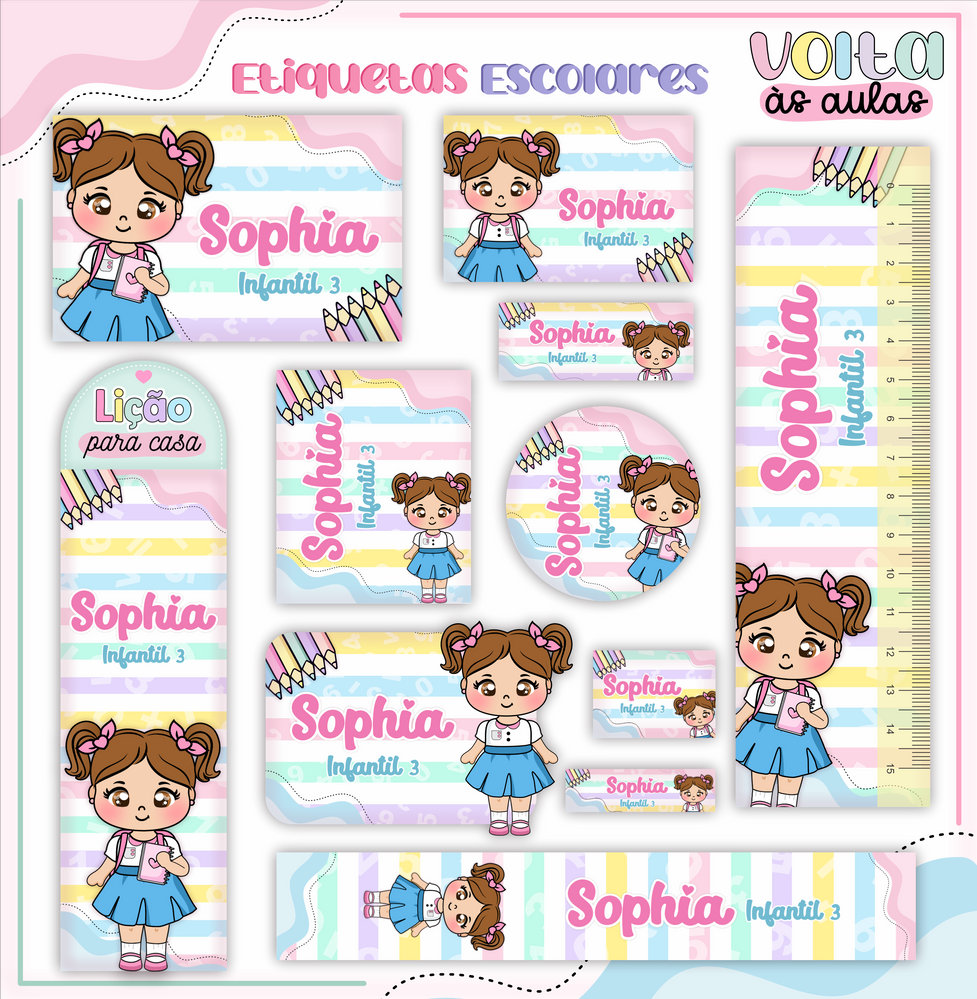 Etiquetas Escolares
Volta
às aulas
Sophia
Infantil 3
Sophia
Infantil 3
Sophia
Infantil 3
Lição
para casa
Sophia
Infantil 3
Sophia
Infantil 3
Sophia
Infantil 3
Sophia
Infantil 3
0
1
2
3
4
5
6
7
8
9
10
11
12
13
14
15
Sophia
Infantil 3
Sophia
Infantil 3
Sophia
Infantil 3
Sophia Infantil 3